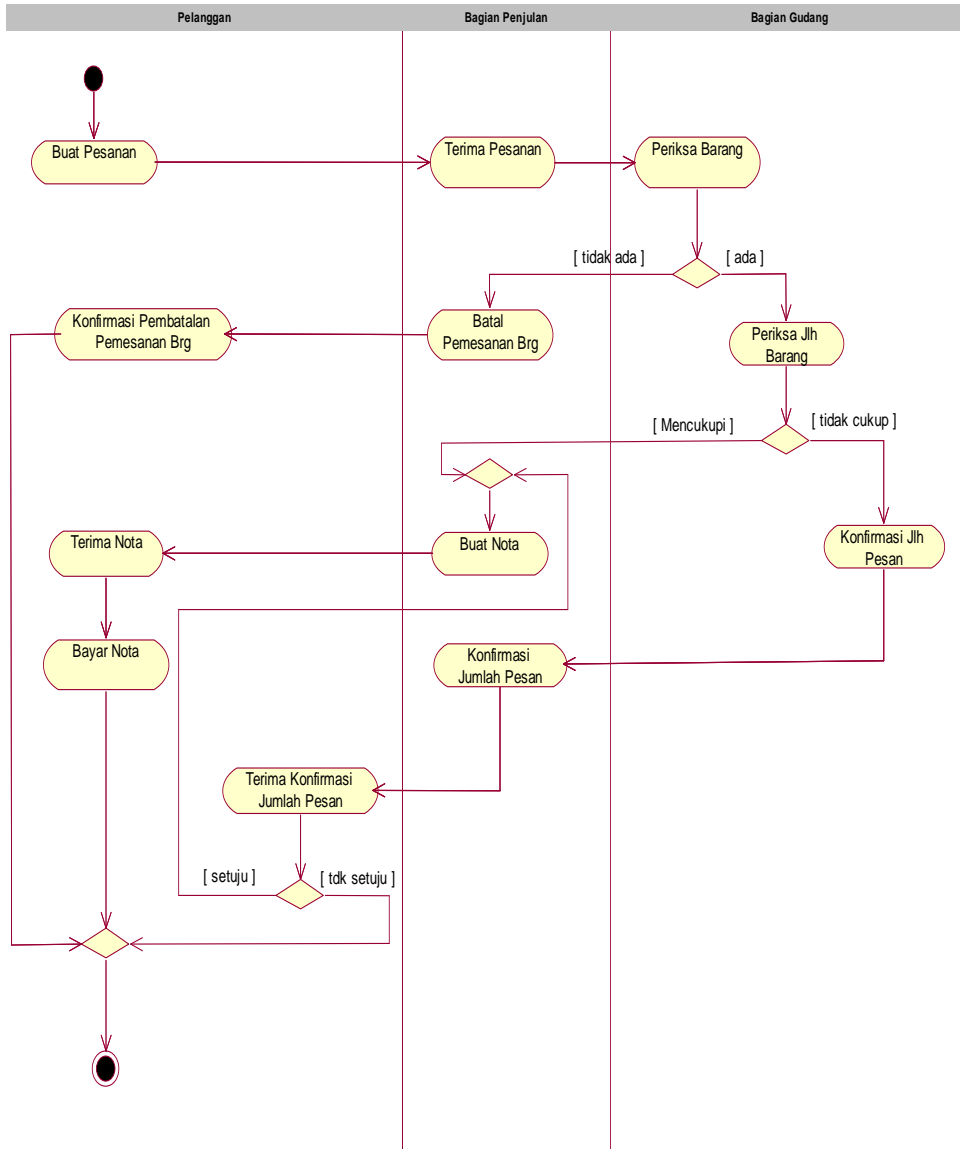 Pelanggan
Bagian Penjulan
Bagian Gudang
Buat Pesanan
Terima Pesanan
Periksa Barang
[ tidak ada ]
[ ada ]
Konfirmasi Pembatalan
Pemesanan Brg
Batal
Pemesanan Brg
Periksa Jlh
Barang
[ Mencukupi ]
[ tidak cukup ]
Terima Nota
Buat Nota
Konfirmasi Jlh
Pesan
Bayar Nota
Konfirmasi
Jumlah Pesan
Terima Konfirmasi
Jumlah Pesan
[ setuju ]
[ tdk setuju ]